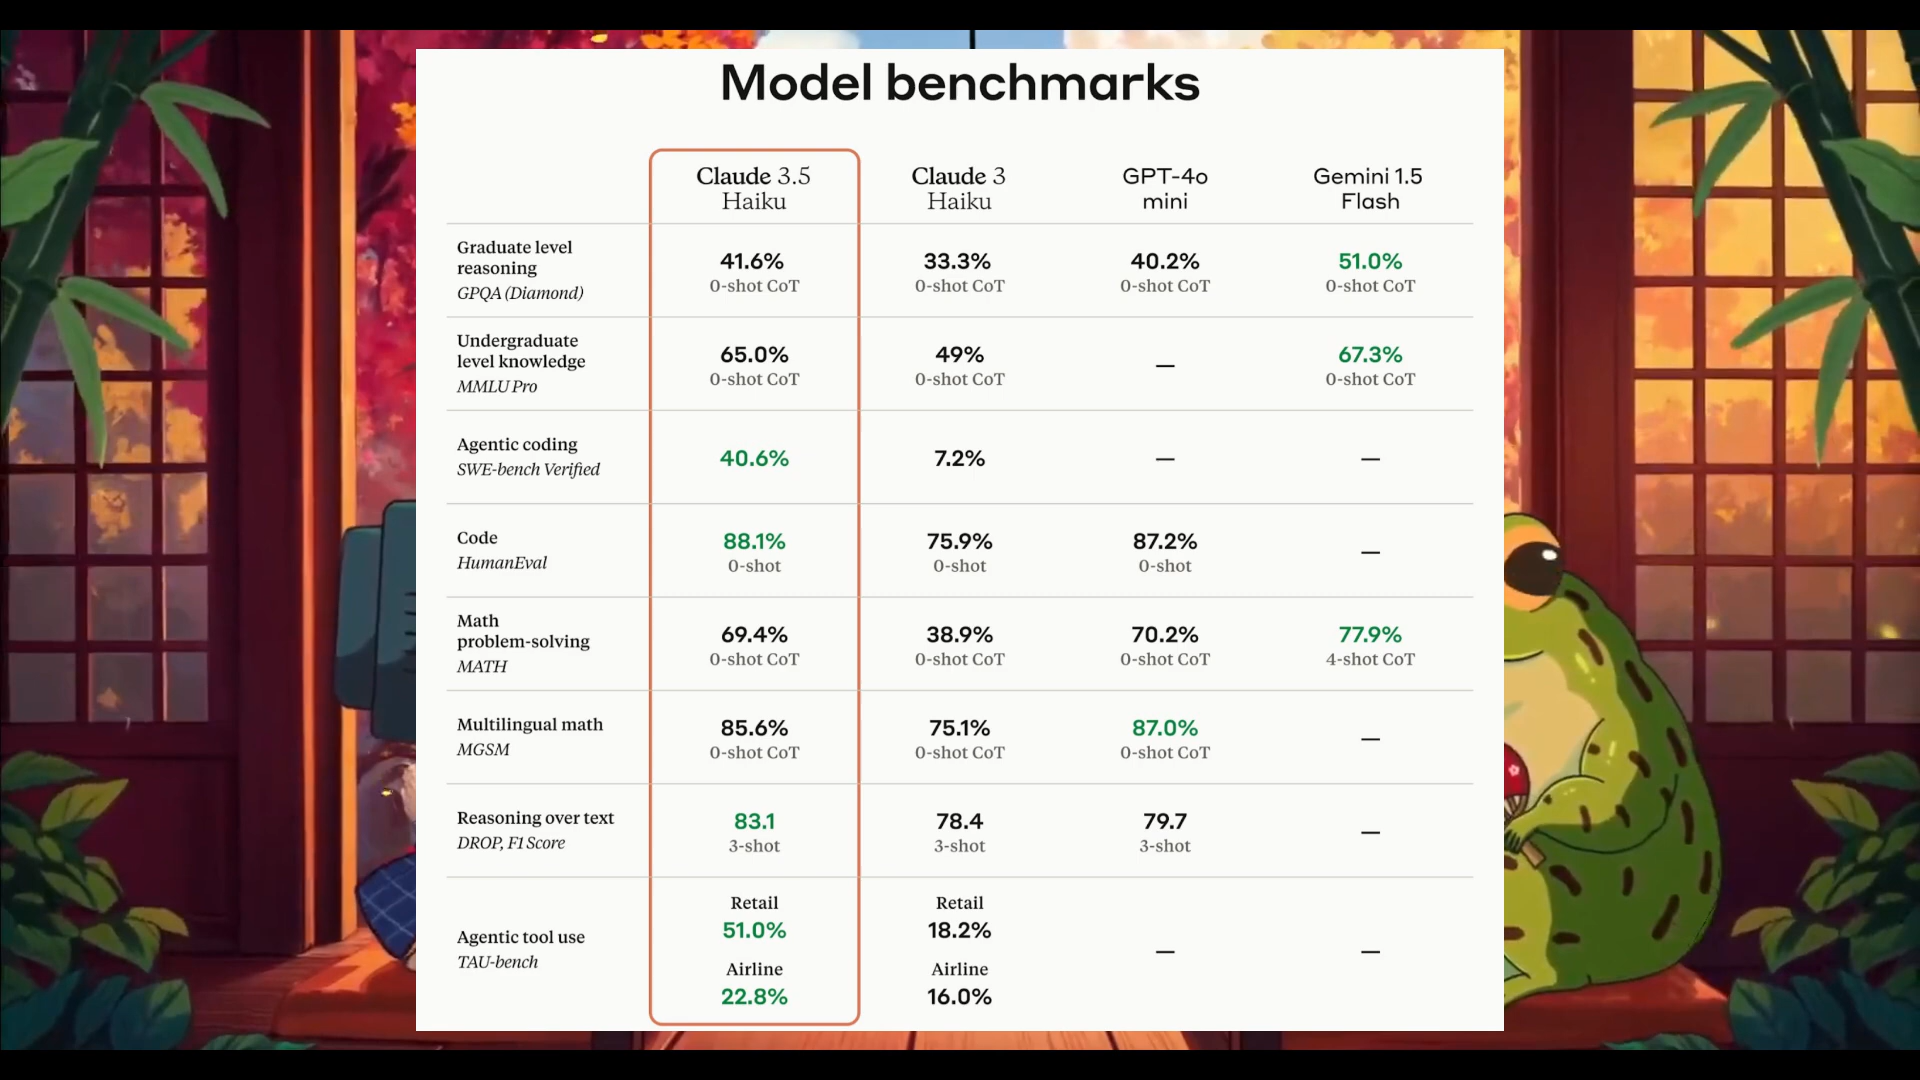 Model benchmarks
Claude 3.5 Haiku
Claude 3 Haiku
GPT-4o mini
Gemini 1.5 Flash
Graduate level
reasoning
GPQA (Diamond)
41.6%
0-shot CoT
33.3%
0-shot CoT
40.2%
0-shot CoT
51.0%
0-shot CoT
Undergraduate
level knowledge
MMLU Pro
65.0%
0-shot CoT
49%
0-shot CoT
—
67.3%
0-shot CoT
Agentic coding
SWE-bench Verified
40.6%
7.2%
—
—
Code
HumanEval
88.1%
0-shot
75.9%
0-shot
87.2%
0-shot
—
Math
problem-solving
MATH
69.4%
0-shot CoT
38.9%
0-shot CoT
70.2%
0-shot CoT
77.9%
4-shot CoT
Multilingual math
MGSM
85.6%
0-shot CoT
75.1%
0-shot CoT
87.0%
0-shot CoT
—
Reasoning over text
DROP, F1 Score
83.1
3-shot
78.4
3-shot
79.7
3-shot
—
Agentic tool use
TAU-bench
Retail
51.0%
Airline
22.8%
Retail
18.2%
Airline
16.0%
—
—